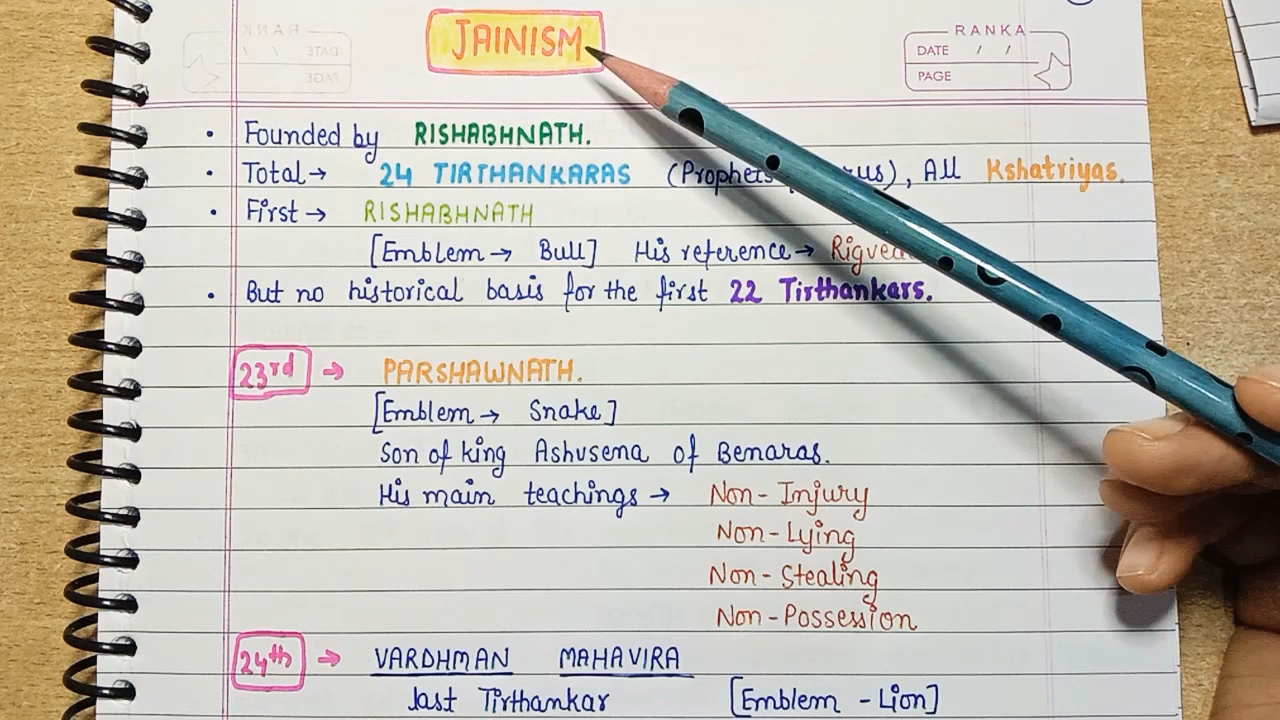 JAINISM
RANKA
DATE / /
PAGE
• Founded by RISHABHNATH.
• Total → 24 TIRTHANKARAS (Prophets , All Kshatriyas.
• First → RISHABHNATH
[Emblem → Bull] His reference →
• But no historical basis for the first 22 Tirthankars.
23rd → PARSHAWNATH.
[Emblem → Snake]
Son of king Ashvsena of Benaras.
His main teachings → Non-Injury
Non-Lying
Non-Stealing
Non-Possession
24th → VARDHMAN MAHAVIRA
last Tirthankar [Emblem - Lion]